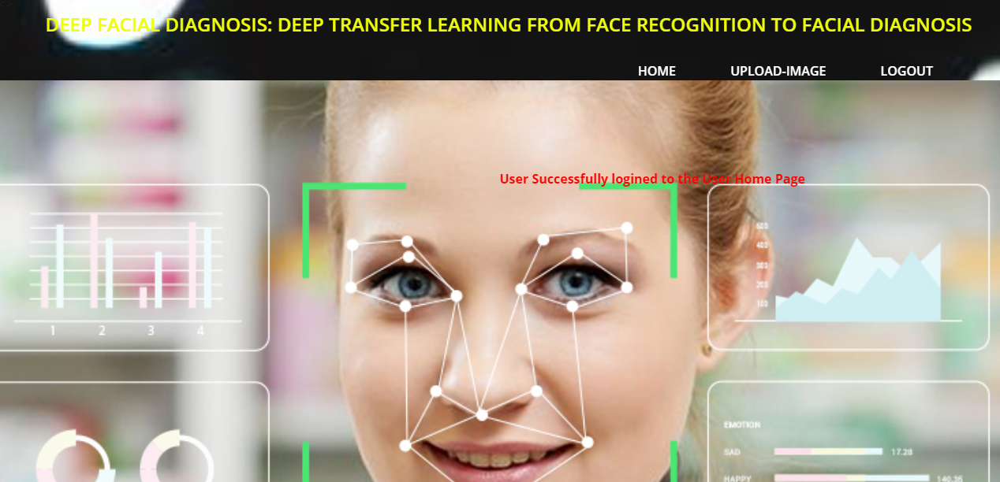 DEEP FACIAL DIAGNOSIS: DEEP TRANSFER LEARNING FROM FACE RECOGNITION TO FACIAL DIAGNOSIS
HOME UPLOAD-IMAGE LOGOUT
User Successfully logined to the User Home Page
600
400
300
200
100
1 2 3 4
EMOTION
SAD 17.28
HAPPY 140.35